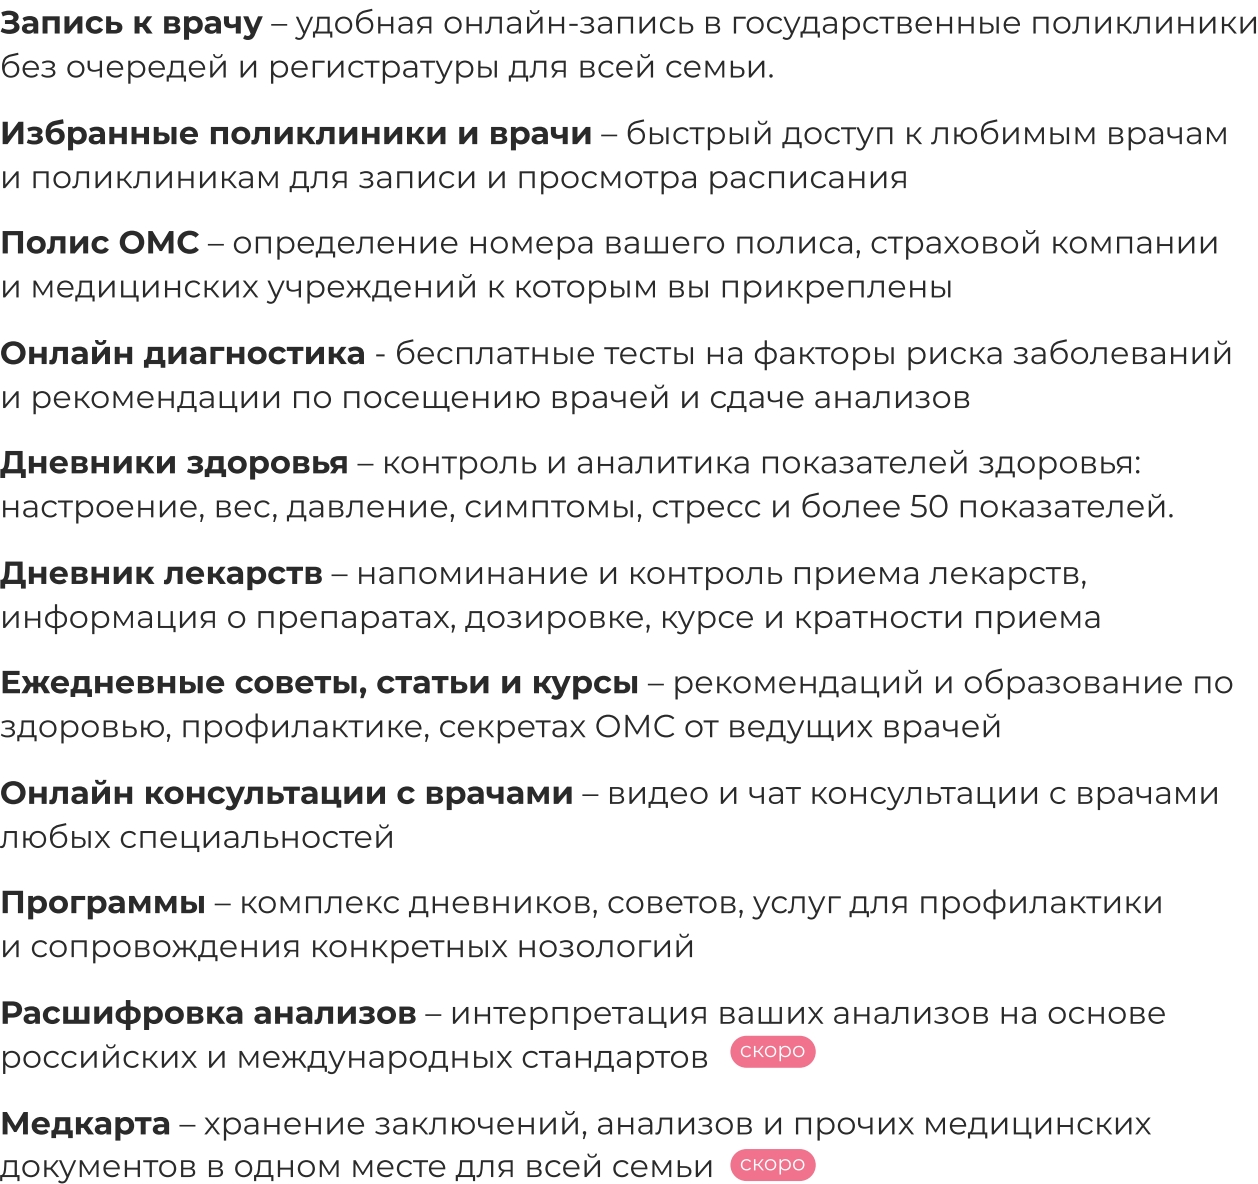 Запись к врачу – удобная онлайн-запись в государственные поликлиники
без очередей и регистратуры для всей семьи.
Избранные поликлиники и врачи – быстрый доступ к любимым врачам
и поликлиникам для записи и просмотра расписания
Полис ОМС – определение номера вашего полиса, страховой компании
и медицинских учреждений к которым вы прикреплены
Онлайн диагностика - бесплатные тесты на факторы риска заболеваний
и рекомендации по посещению врачей и сдаче анализов
Дневники здоровья – контроль и аналитика показателей здоровья:
настроение, вес, давление, симптомы, стресс и более 50 показателей.
Дневник лекарств – напоминание и контроль приема лекарств,
информация о препаратах, дозировке, курсе и кратности приема
Ежедневные советы, статьи и курсы – рекомендаций и образование по
здоровью, профилактике, секретах ОМС от ведущих врачей
Онлайн консультации с врачами – видео и чат консультации с врачами
любых специальностей
Программы – комплекс дневников, советов, услуг для профилактики
и сопровождения конкретных нозологий
Расшифровка анализов – интерпретация ваших анализов на основе
российских и международных стандартов скоро
Медкарта – хранение заключений, анализов и прочих медицинских
документов в одном месте для всей семьи скоро